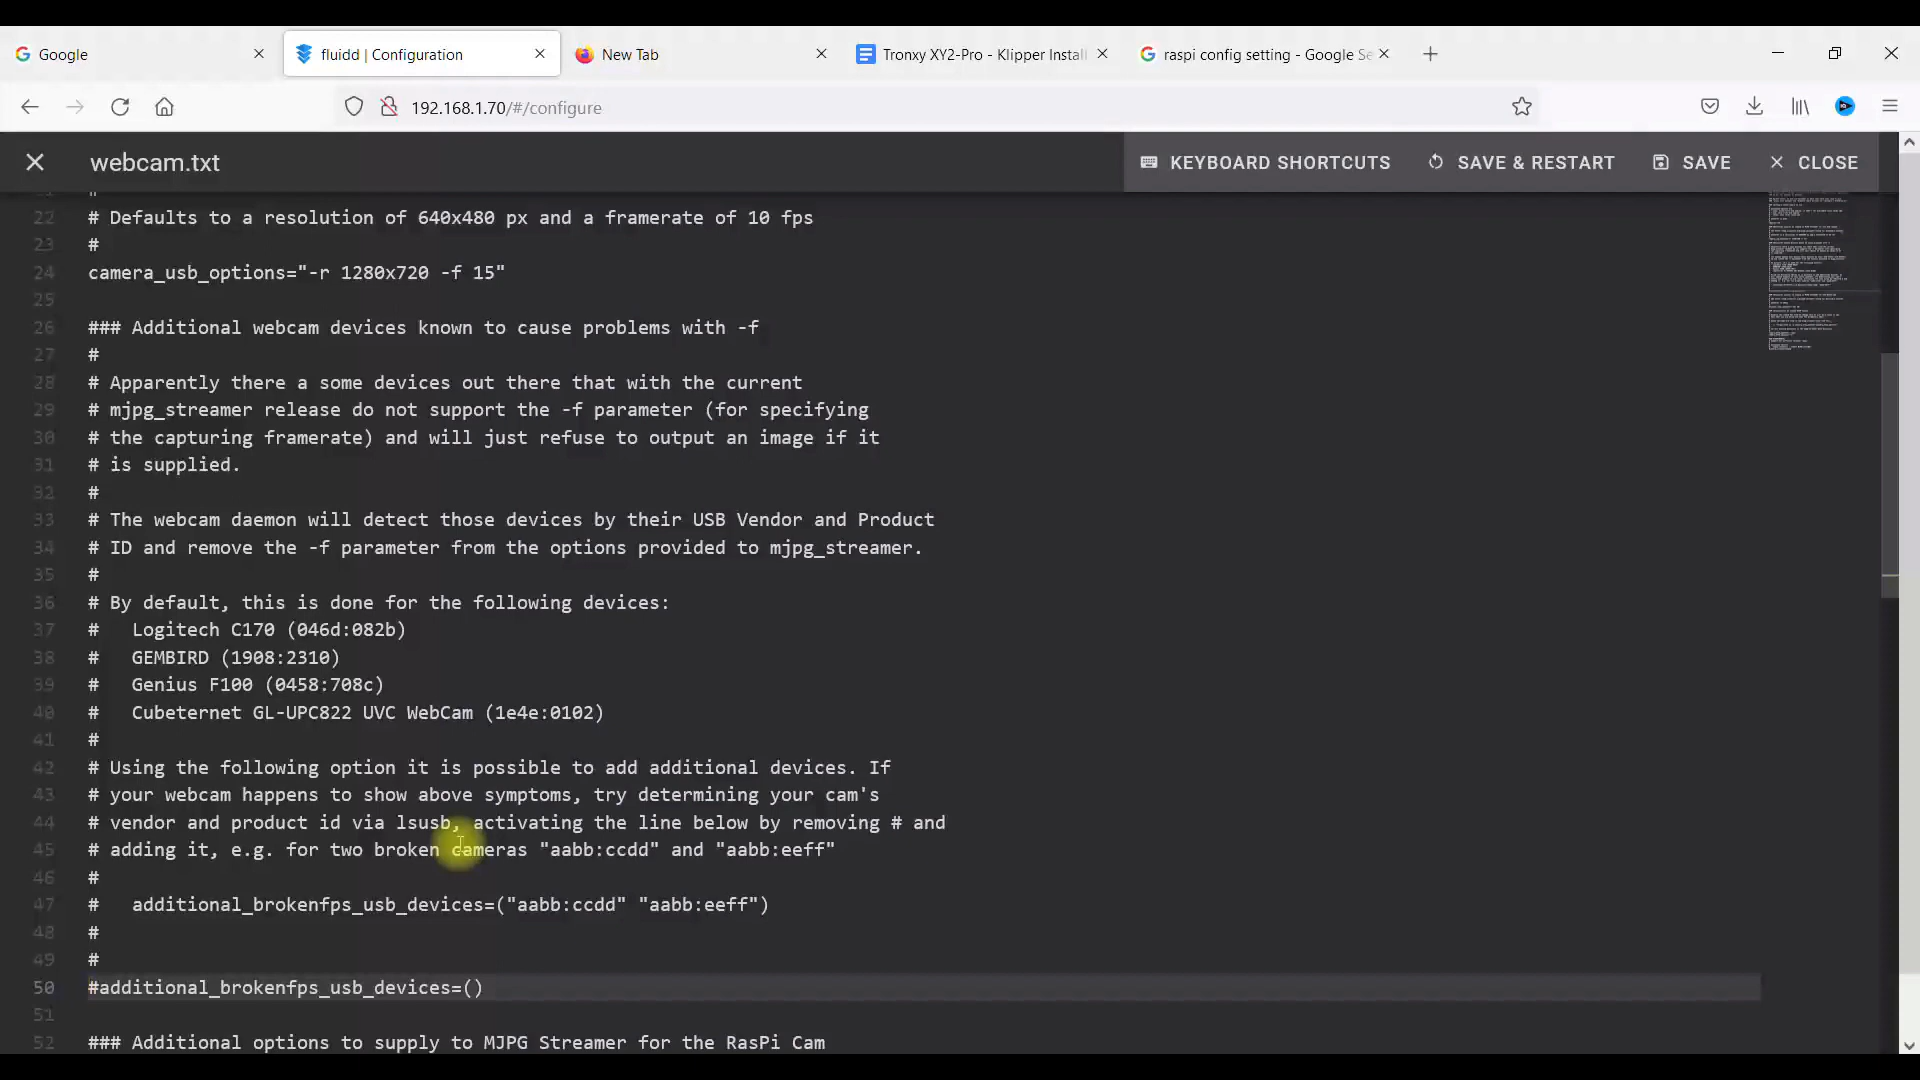 Google
fluidd | Configuration
New Tab
Tronxy XY2-Pro - Klipper Instal
raspi config setting - Google Se
192.168.1.70/#/configure
webcam.txt
KEYBOARD SHORTCUTS
SAVE & RESTART
SAVE
CLOSE
#
22 # Defaults to a resolution of 640x480 px and a framerate of 10 fps
23 #
24 camera_usb_options="-r 1280x720 -f 15"
25
26 ### Additional webcam devices known to cause problems with -f
27 #
28 # Apparently there a some devices out there that with the current
29 # mjpg_streamer release do not support the -f parameter (for specifying
30 # the capturing framerate) and will just refuse to output an image if it
31 # is supplied.
32 #
33 # The webcam daemon will detect those devices by their USB Vendor and Product
34 # ID and remove the -f parameter from the options provided to mjpg_streamer.
35 #
36 # By default, this is done for the following devices:
37 #   Logitech C170 (046d:082b)
38 #   GEMBIRD (1908:2310)
39 #   Genius F100 (0458:708c)
40 #   Cubeternet GL-UPC822 UVC WebCam (1e4e:0102)
41 #
42 # Using the following option it is possible to add additional devices. If
43 # your webcam happens to show above symptoms, try determining your cam's
44 # vendor and product id via lsusb, activating the line below by removing # and
45 # adding it, e.g. for two broken cameras "aabb:ccdd" and "aabb:eeff"
46 #
47 #   additional_brokenfps_usb_devices=("aabb:ccdd" "aabb:eeff")
48 #
49 #
50 #additional_brokenfps_usb_devices=()
51
52 ### Additional options to supply to MJPG Streamer for the RasPi Cam